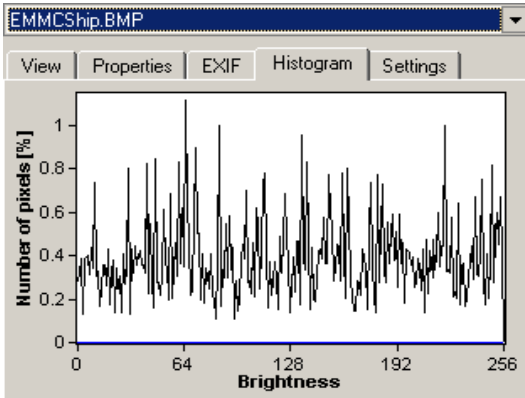 EMMCShip.BMP
View Properties EXIF Histogram Settings
Number of pixels [%]
1
0.8
0.6
0.4
0.2
0
0 64 128 192 256
Brightness